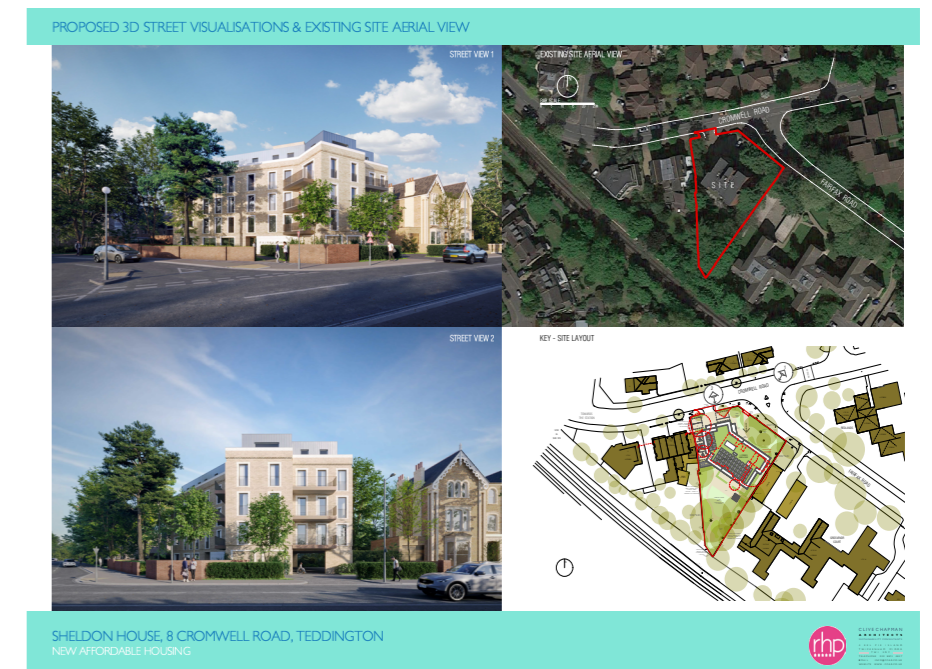 PROPOSED 3D STREET VISUALISATIONS & EXISTING SITE AERIAL VIEW
STREET VIEW 1
EXISTING SITE AERIAL VIEW
CROMWELL ROAD
FAIRFAX ROAD
SITE
STREET VIEW 2
KEY - SITE LAYOUT
CROMWELL ROAD
FAIRFAX ROAD
SHELDON HOUSE, 8 CROMWELL ROAD, TEDDINGTON
NEW AFFORDABLE HOUSING
rhp
CLIVE CHAPMAN
ARCHITECTS